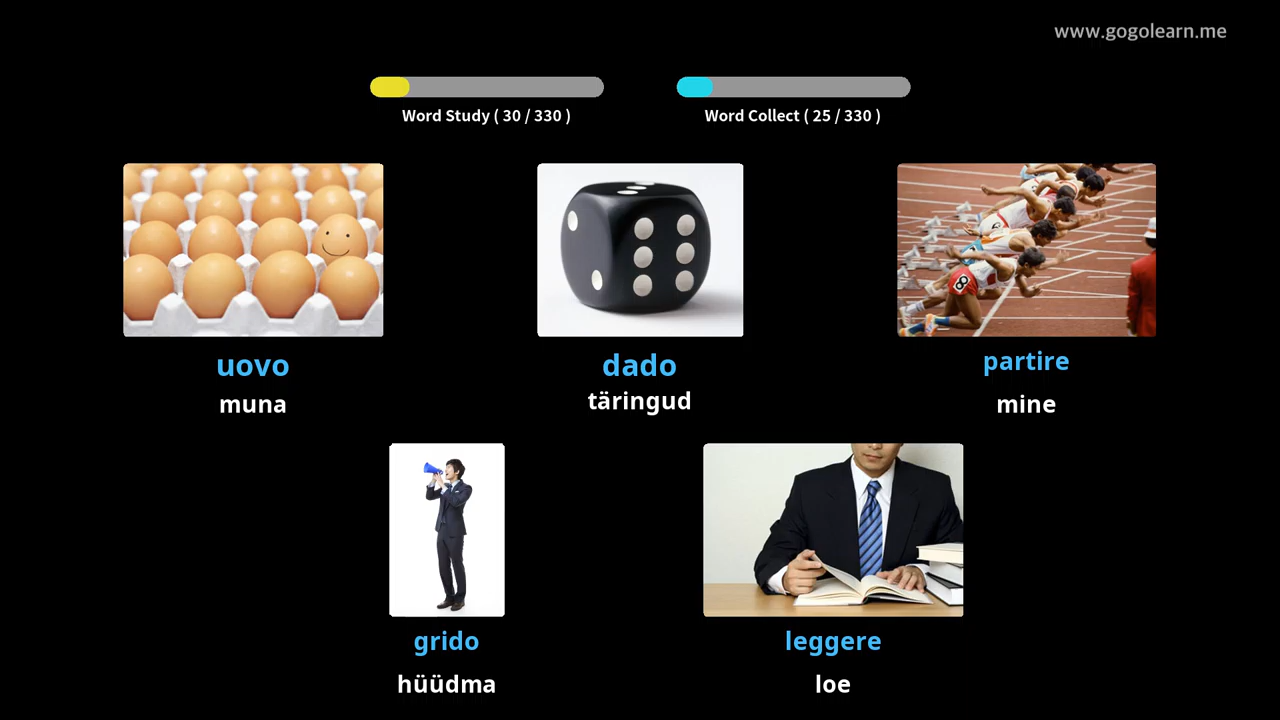 www.gogolearn.me
Word Study ( 30 / 330 )
Word Collect ( 25 / 330 )
uovo
muna
dado
täringud
partire
mine
8
grido
hüüdma
leggere
loe